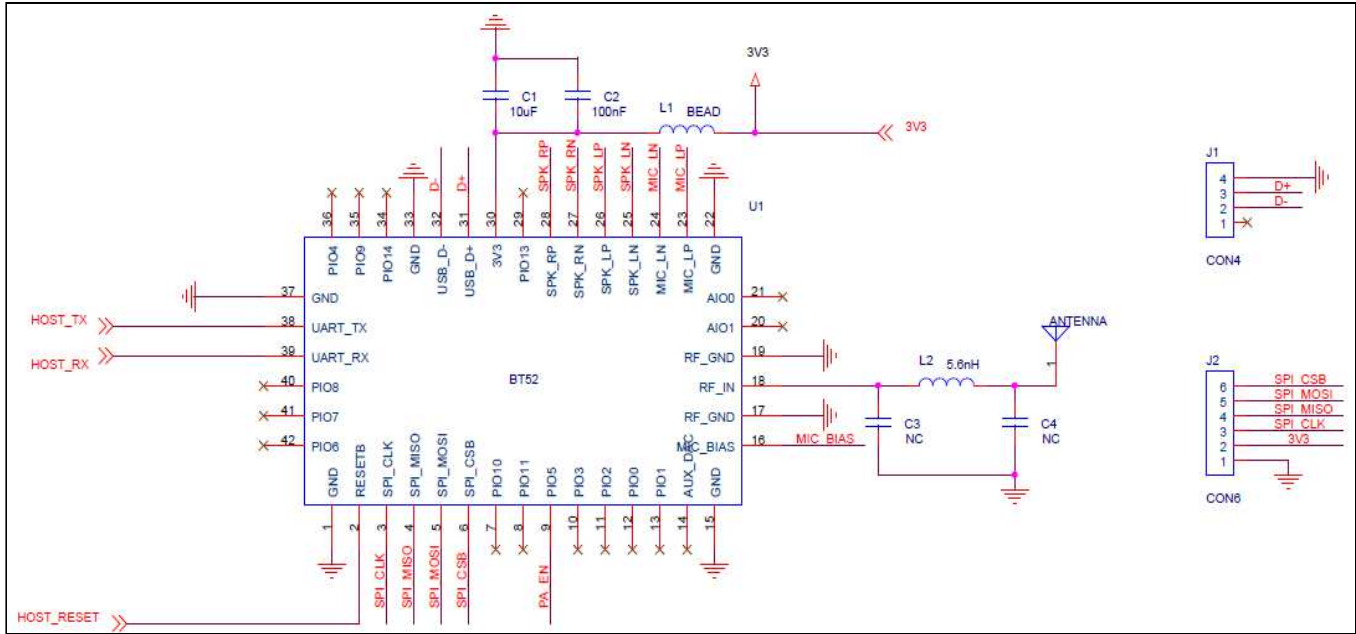 3V3
C1
10uF
C2
100nF
L1
BEAD
3V3
D-
D+
SPK_RP
SPK_RN
SPK_LP
SPK_LN
MIC_LN
MIC_LP
U1
36
35
34
33
32
31
30
29
28
27
26
25
24
23
22
PIO4
PIO9
PIO14
GND
USB_D-
USB_D+
3V3
PIO13
SPK_RP
SPK_RN
SPK_LP
SPK_LN
MIC_LN
MIC_LP
GND
J1
4
3
D+
2
D-
1
CON4
37
GND
AIO0
21
HOST_TX
38
UART_TX
AIO1
20
ANTENNA
HOST_RX
39
UART_RX
RF_GND
19
L2
5.6nH
1
40
PIO8
BT52
RF_IN
18
41
PIO7
RF_GND
17
C3
NC
C4
NC
42
PIO6
MIC_BIAS
16
MIC_BIAS
J2
6
SPI_CSB
5
SPI_MOSI
4
SPI_MISO
3
SPI_CLK
2
3V3
1
CON6
GND
RESETB
SPI_CLK
SPI_MISO
SPI_MOSI
SPI_CSB
PIO10
PIO11
PIO5
PIO3
PIO2
PIO0
PIO1
AUX_DAC
GND
1
2
3
4
5
6
7
8
9
10
11
12
13
14
15
SPI_CLK
SPI_MISO
SPI_MOSI
SPI_CSB
PA_EN
HOST_RESET